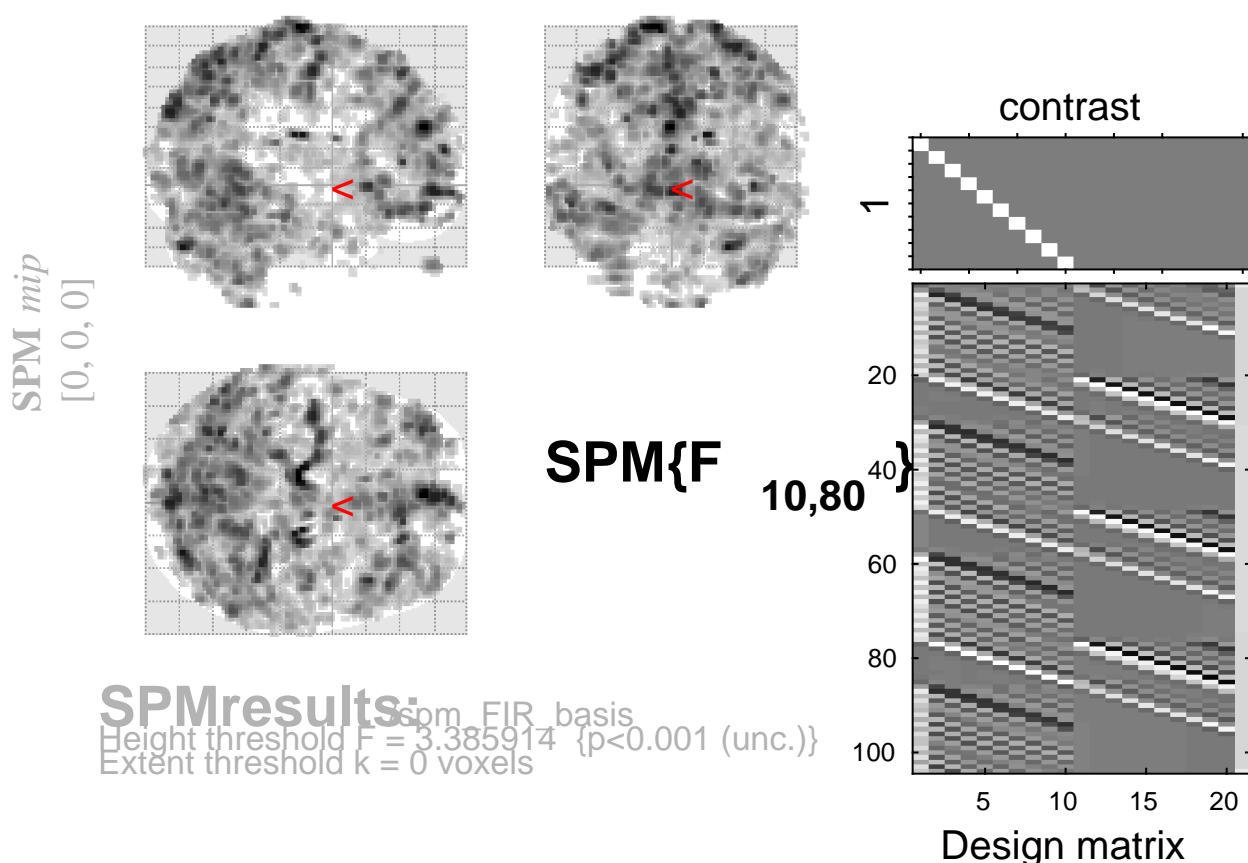 SPM mip
[0, 0, 0]
<
<
<
SPM{F 10,80 }
contrast
1
20
40
60
80
100
5 10 15 20
Design matrix
SPMresults: ./spm_FIR_basis
Height threshold F = 3.385914 {p<0.001 (unc.)}
Extent threshold k = 0 voxels